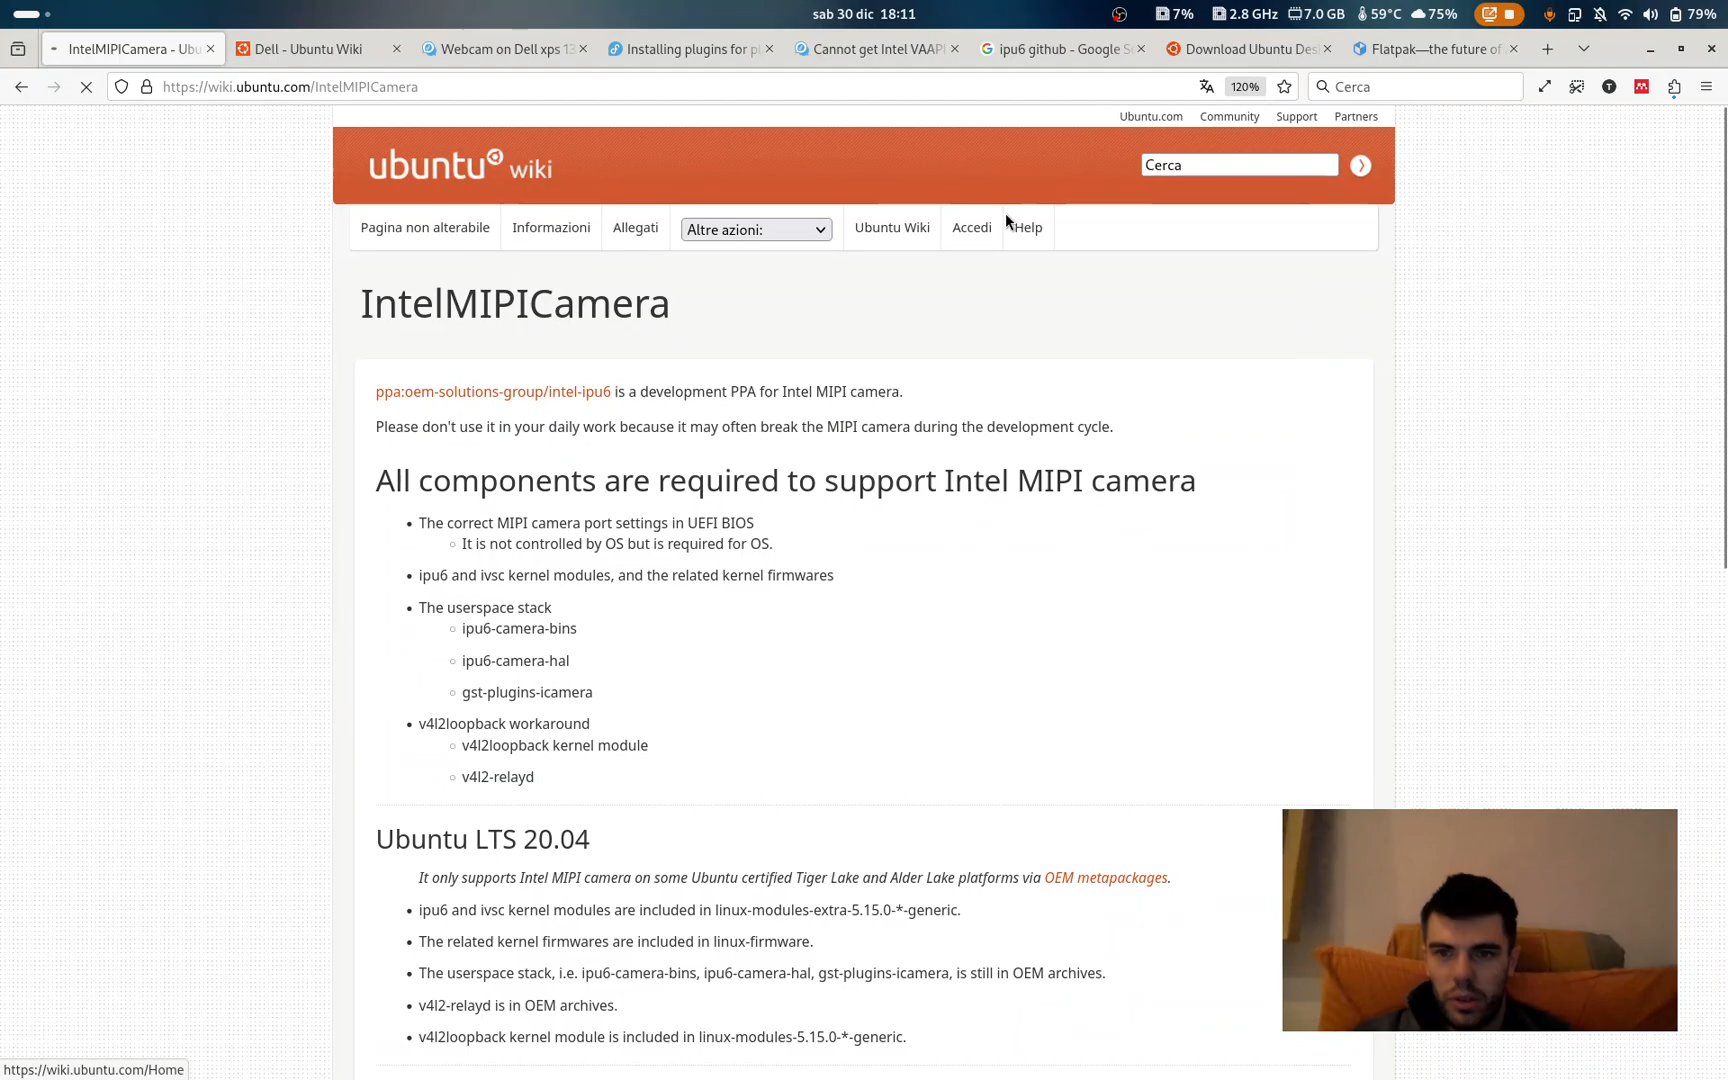 sab 30 dic 18:11
7% 2.8 GHz 7.0 GB 59°C 75% 79%
IntelMIPICamera - Ubu
Dell - Ubuntu Wiki
Webcam on Dell xps 13
Installing plugins for pl
Cannot get Intel VAAPI
ipu6 github - Google S
Download Ubuntu Des
Flatpak—the future of
https://wiki.ubuntu.com/IntelMIPICamera
120%
Cerca
Ubuntu.com Community Support Partners
ubuntu wiki
Cerca
Pagina non alterabile Informazioni Allegati Altre azioni: Ubuntu Wiki Accedi Help
IntelMIPICamera
ppa:oem-solutions-group/intel-ipu6 is a development PPA for Intel MIPI camera.
Please don't use it in your daily work because it may often break the MIPI camera during the development cycle.
All components are required to support Intel MIPI camera
• The correct MIPI camera port settings in UEFI BIOS
○ It is not controlled by OS but is required for OS.
• ipu6 and ivsc kernel modules, and the related kernel firmwares
• The userspace stack
○ ipu6-camera-bins
○ ipu6-camera-hal
○ gst-plugins-icamera
• v4l2loopback workaround
○ v4l2loopback kernel module
○ v4l2-relayd
Ubuntu LTS 20.04
It only supports Intel MIPI camera on some Ubuntu certified Tiger Lake and Alder Lake platforms via OEM metapackages.
• ipu6 and ivsc kernel modules are included in linux-modules-extra-5.15.0-*-generic.
• The related kernel firmwares are included in linux-firmware.
• The userspace stack, i.e. ipu6-camera-bins, ipu6-camera-hal, gst-plugins-icamera, is still in OEM archives.
• v4l2-relayd is in OEM archives.
• v4l2loopback kernel module is included in linux-modules-5.15.0-*-generic.
https://wiki.ubuntu.com/Home